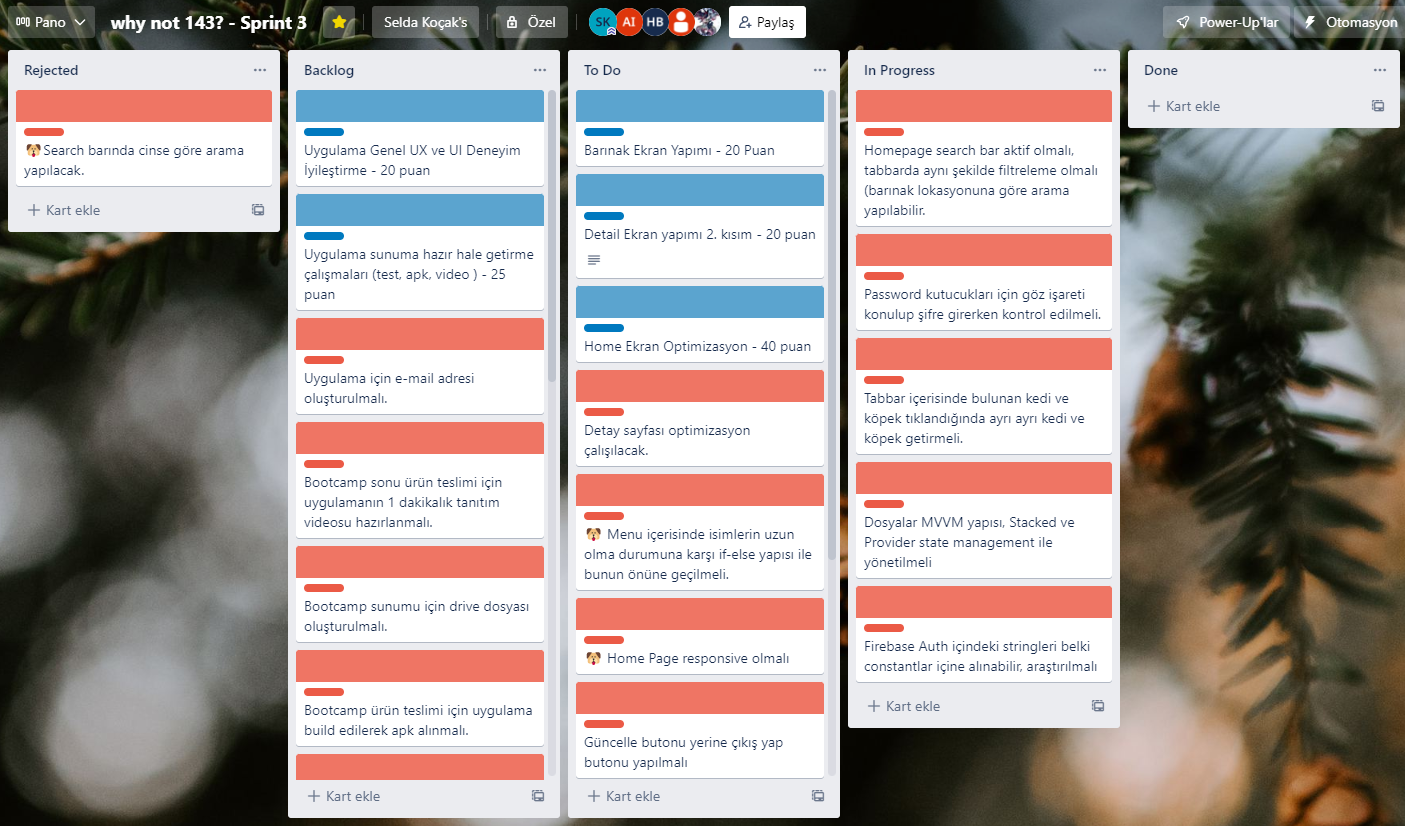 Pano
why not 143? - Sprint 3
Selda Koçak's
Özel
SK
AI
HB
Paylaş
Power-Up'lar
Otomasyon
Rejected
Search barında cinse göre arama
yapılacak.
Kart ekle
Backlog
Uygulama Genel UX ve UI Deneyim
İyileştirme - 20 puan
Uygulama sunuma hazır hale getirme
çalışmaları (test, apk, video ) - 25
puan
Uygulama için e-mail adresi
oluşturulmalı.
Bootcamp sonu ürün teslimi için
uygulamanın 1 dakikalık tanıtım
videosu hazırlanmalı.
Bootcamp sunumu için drive dosyası
oluşturulmalı.
Bootcamp ürün teslimi için uygulama
build edilerek apk alınmalı.
Kart ekle
To Do
Barınak Ekran Yapımı - 20 Puan
Detail Ekran yapımı 2. kısım - 20 puan
Home Ekran Optimizasyon - 40 puan
Detay sayfası optimizasyon
çalışılacak.
Menu içerisinde isimlerin uzun
olma durumuna karşı if-else yapısı ile
bunun önüne geçilmeli.
Home Page responsive olmalı
Güncelle butonu yerine çıkış yap
butonu yapılmalı
Kart ekle
In Progress
Homepage search bar aktif olmalı,
tabbarda aynı şekilde filtreleme olmalı
(barınak lokasyonuna göre arama
yapılabilir.
Password kutucukları için göz işareti
konulup şifre girerken kontrol edilmeli.
Tabbar içerisinde bulunan kedi ve
köpek tıklandığında ayrı ayrı kedi ve
köpek getirmeli.
Dosyalar MVVM yapısı, Stacked ve
Provider state management ile
yönetilmeli
Firebase Auth içindeki stringleri belki
constantlar içine alınabilir, araştırılmalı
Kart ekle
Done
Kart ekle